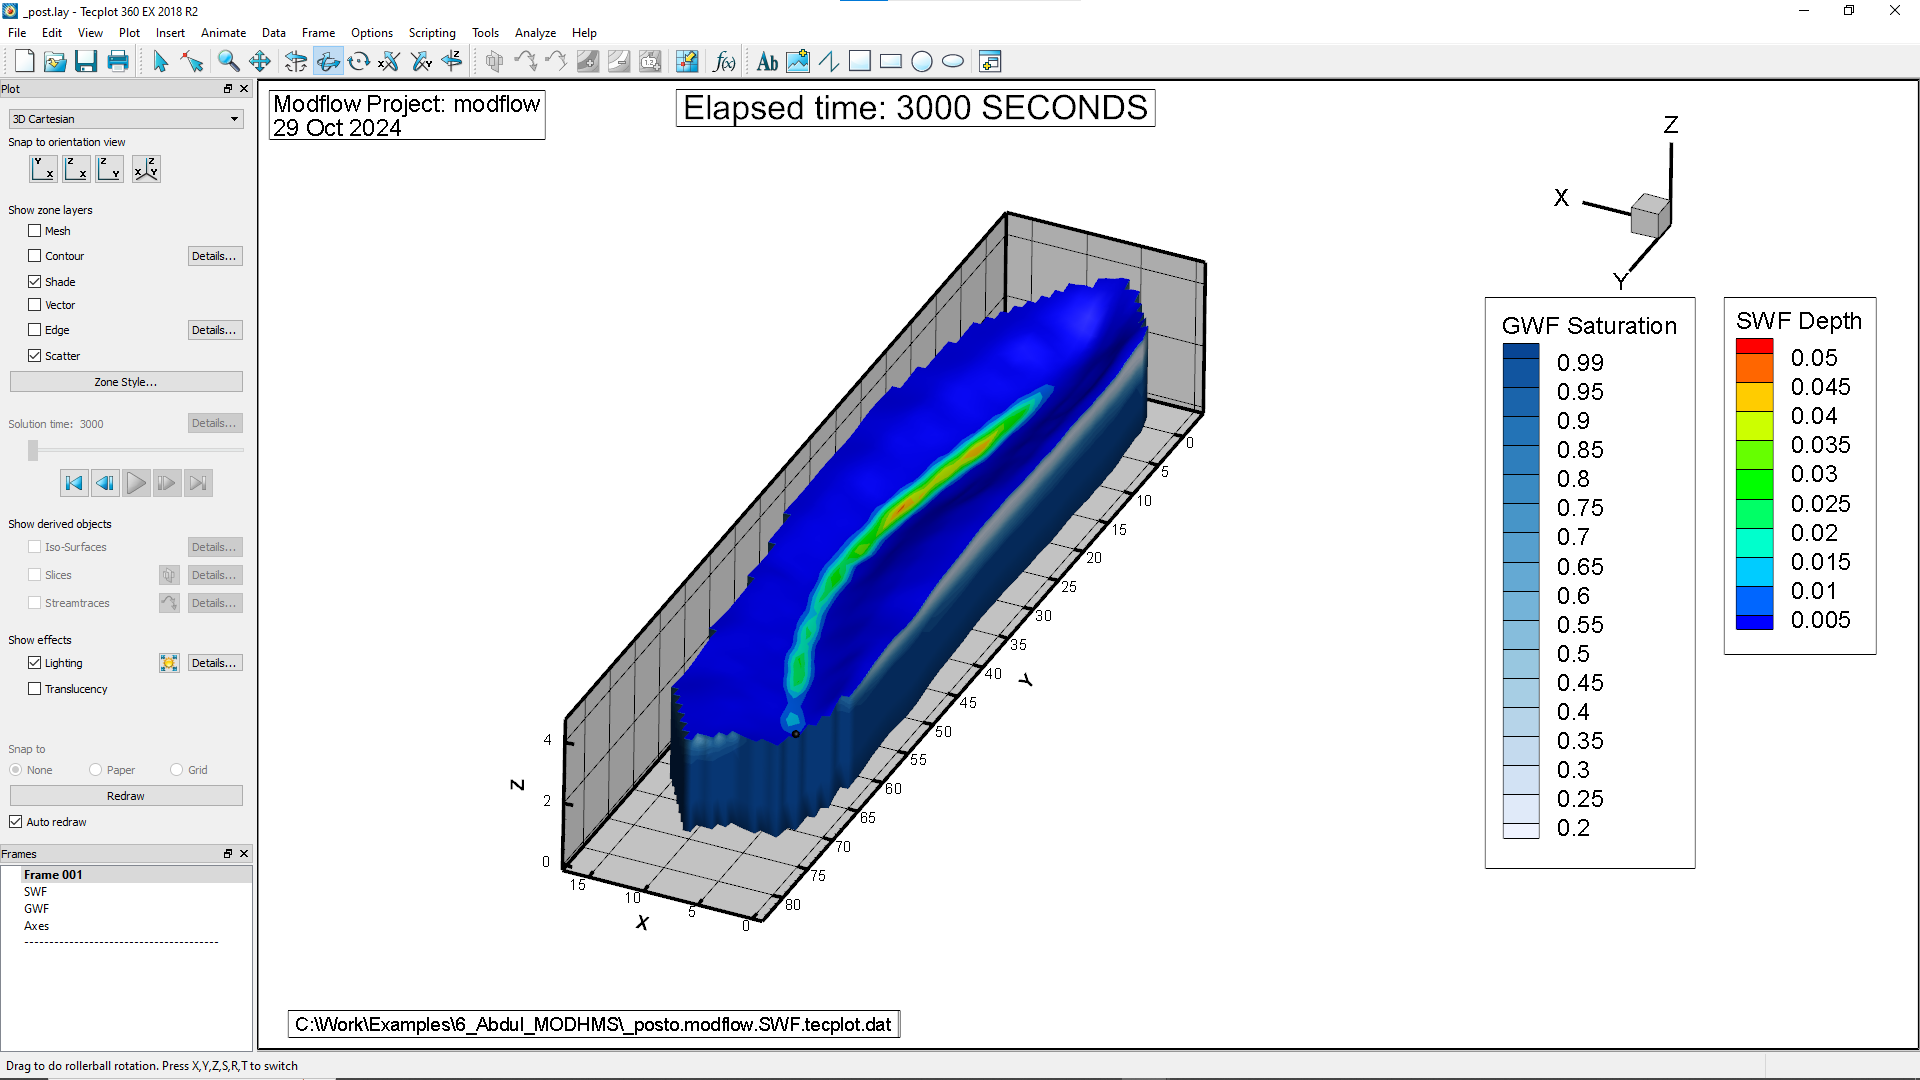 _post.lay - Tecplot 360 EX 2018 R2
File Edit View Plot Insert Animate Data Frame Options Scripting Tools Analyze Help
Plot
3D Cartesian
Snap to orientation view
Show zone layers
Mesh
Contour Details...
Shade
Vector
Edge Details...
Scatter
Zone Style...
Solution time: 3000 Details...
Show derived objects
Iso-Surfaces Details...
Slices Details...
Streamtraces Details...
Show effects
Lighting Details...
Translucency
Snap to
None Paper Grid
Redraw
Auto redraw
Frames
Frame 001
SWF
GWF
Axes
Modflow Project: modflow
29 Oct 2024
Elapsed time: 3000 SECONDS
Z
X
Y
GWF Saturation
0.99
0.95
0.9
0.85
0.8
0.75
0.7
0.65
0.6
0.55
0.5
0.45
0.4
0.35
0.3
0.25
0.2
SWF Depth
0.05
0.045
0.04
0.035
0.03
0.025
0.02
0.015
0.01
0.005
0
5
10
15
20
25
30
35
40
45
50
55
60
65
70
75
80
Y
4
2
0
Z
15
10
5
0
X
C:\Work\Examples\6_Abdul_MODHMS\_posto.modflow.SWF.tecplot.dat
Drag to do rollerball rotation. Press X,Y,Z,S,R,T to switch